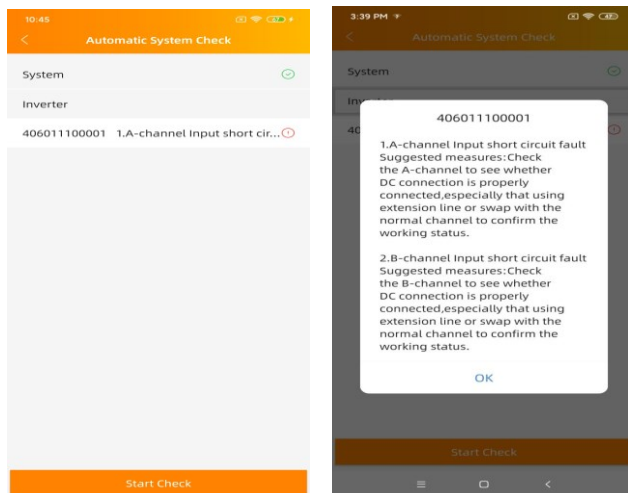 10:45
Automatic System Check
System
Inverter
406011100001 1.A-channel Input short cir...
Start Check
3:39 PM
Automatic System Check
System
40
406011100001
1.A-channel Input short circuit fault
Suggested measures:Check
the A-channel to see whether
DC connection is properly
connected,especially that using
extension line or swap with the
normal channel to confirm the
working status.
2.B-channel Input short circuit fault
Suggested measures:Check
the B-channel to see whether
DC connection is properly
connected,especially that using
extension line or swap with the
normal channel to confirm the
working status.
OK
Start Check